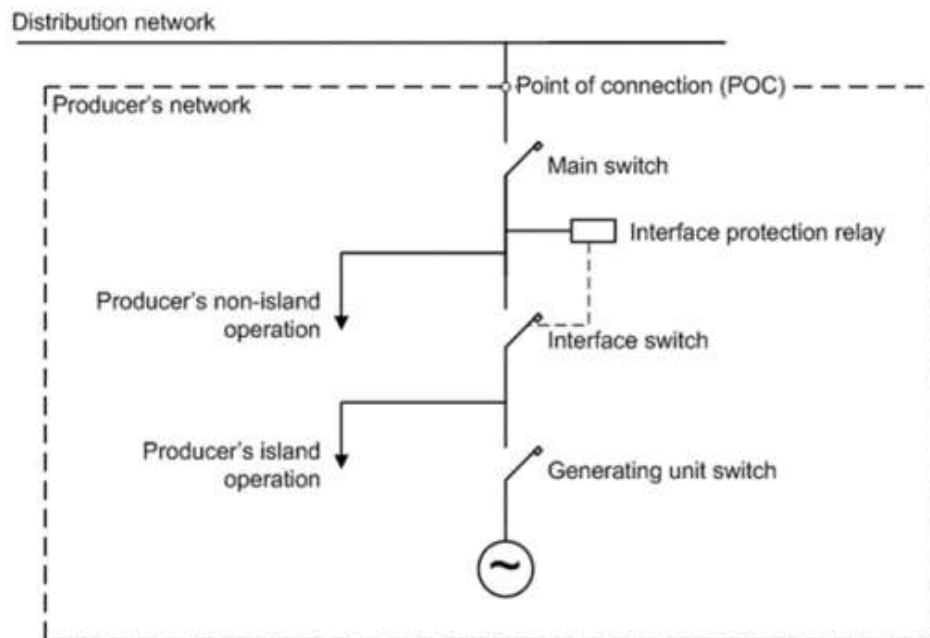 Distribution network
Point of connection (POC)
Producer's network
Main switch
Interface protection relay
Producer's non-island
operation
Interface switch
Producer's island
operation
Generating unit switch
~